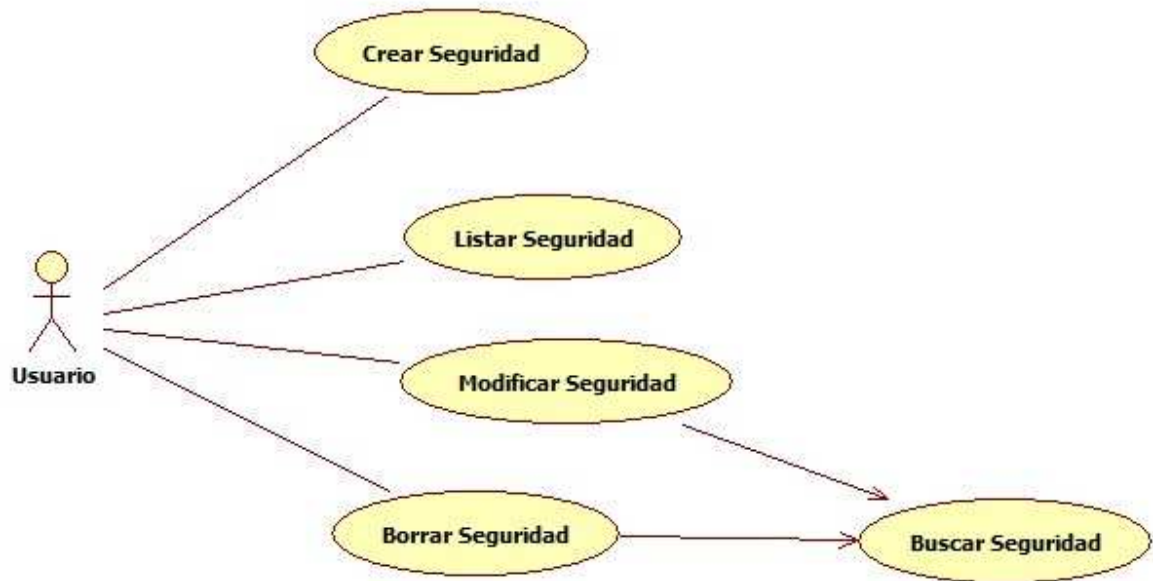 Crear Seguridad
Listar Seguridad
Usuario
Modificar Seguridad
Borrar Seguridad
Buscar Seguridad